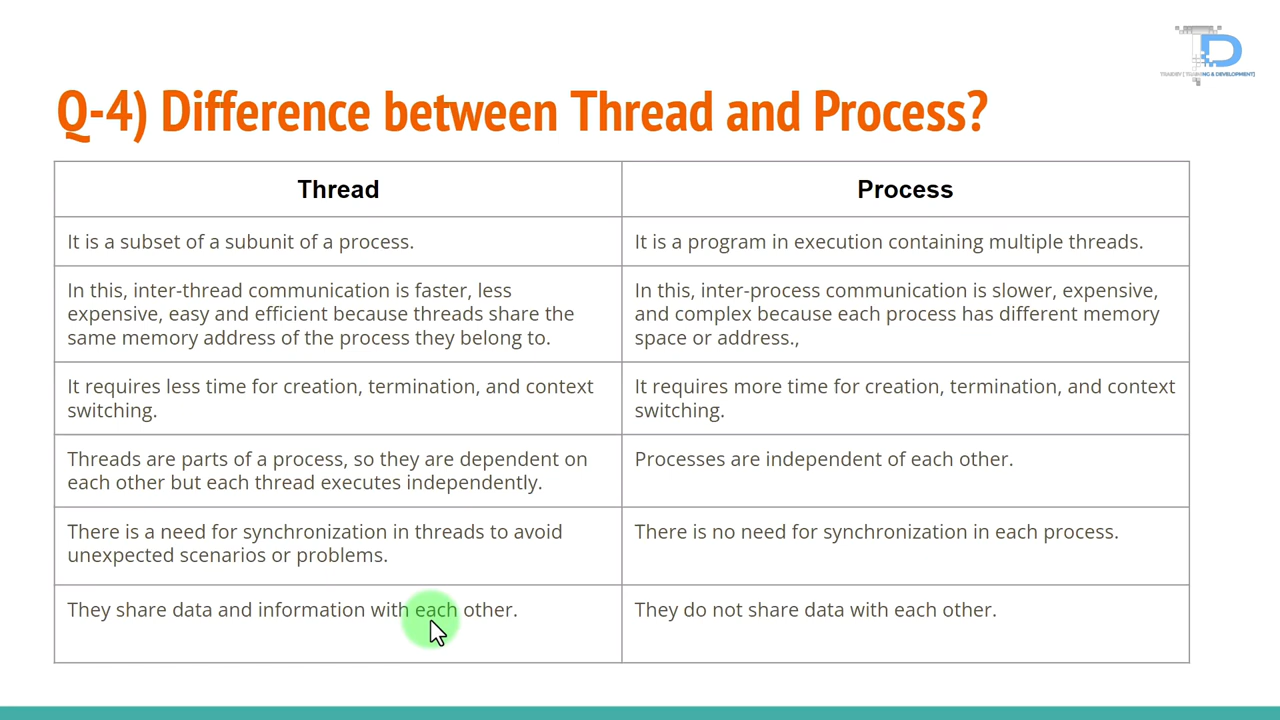 Q-4) Difference between Thread and Process?
Thread
Process
It is a subset of a subunit of a process.
It is a program in execution containing multiple threads.
In this, inter-thread communication is faster, less
expensive, easy and efficient because threads share the
same memory address of the process they belong to.
In this, inter-process communication is slower, expensive,
and complex because each process has different memory
space or address.,
It requires less time for creation, termination, and context
switching.
It requires more time for creation, termination, and context
switching.
Threads are parts of a process, so they are dependent on
each other but each thread executes independently.
Processes are independent of each other.
There is a need for synchronization in threads to avoid
unexpected scenarios or problems.
There is no need for synchronization in each process.
They share data and information with each other.
They do not share data with each other.